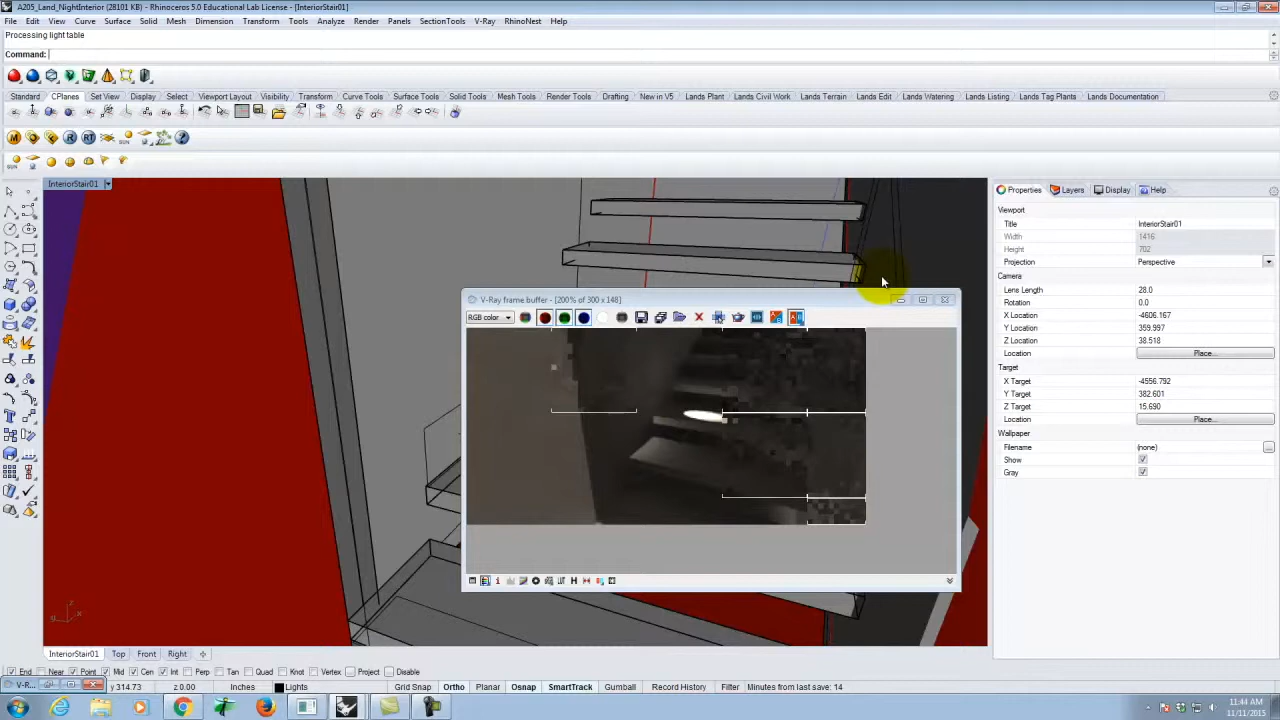 A205_Land_NightInterior (28101 KB) - Rhinoceros 5.0 Educational Lab License - [InteriorStair01]
File Edit View Curve Surface Solid Mesh Dimension Transform Tools Analyze Render Panels SectionTools V-Ray RhinoNest Help
Processing light table
Command:
Standard CPlanes Set View Display Select Viewport Layout Visibility Transform Curve Tools Surface Tools Solid Tools Mesh Tools Render Tools Drafting New in V5 Lands Plant Lands Civil Work Lands Terrain Lands Edit Lands Watering Lands Listing Lands Tag Plants Lands Documentation
M R RT SUN ?
SUN
InteriorStair01
Properties Layers Display Help
Viewport
Title InteriorStair01
Width 1416
Height 702
Projection Perspective
Camera
Lens Length 28.0
Rotation 0.0
X Location -4606.167
Y Location 359.997
Z Location 38.518
Location Place...
Target
X Target -4556.792
Y Target 382.601
Z Target 15.690
Location Place...
Wallpaper
Filename (none) ...
Show
Gray
V-Ray frame buffer - [200% of 300 x 148]
RGB color
i H
z
y x
InteriorStair01 Top Front Right
End Near Point Mid Cen Int Perp Tan Quad Knot Vertex Project Disable
V-R... y 314.73 z 0.00 Inches Lights Grid Snap Ortho Planar Osnap SmartTrack Gumball Record History Filter Minutes from last save: 14
11:44 AM
11/11/2015